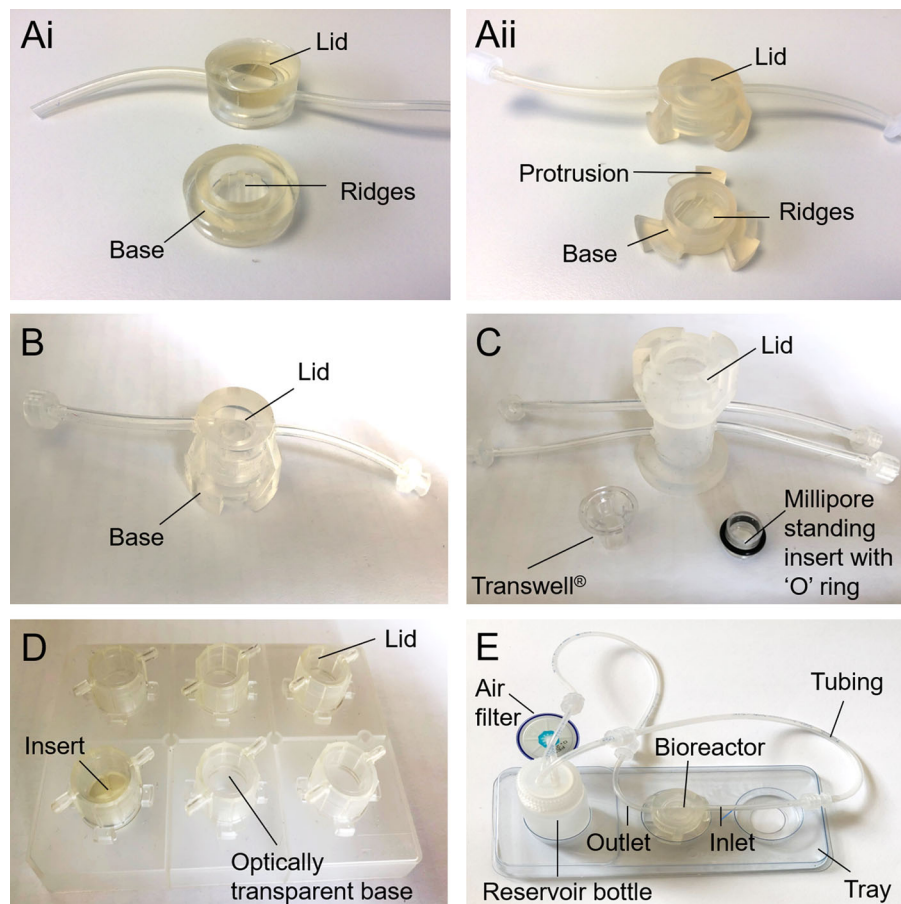 Ai
Lid
Ridges
Base
Aii
Lid
Protrusion
Ridges
Base
B
Lid
Base
C
Lid
Transwell®
Millipore
standing
insert with
‘O’ ring
D
Lid
Insert
Optically
transparent base
E
Air
filter
Tubing
Bioreactor
Outlet
Inlet
Reservoir bottle
Tray